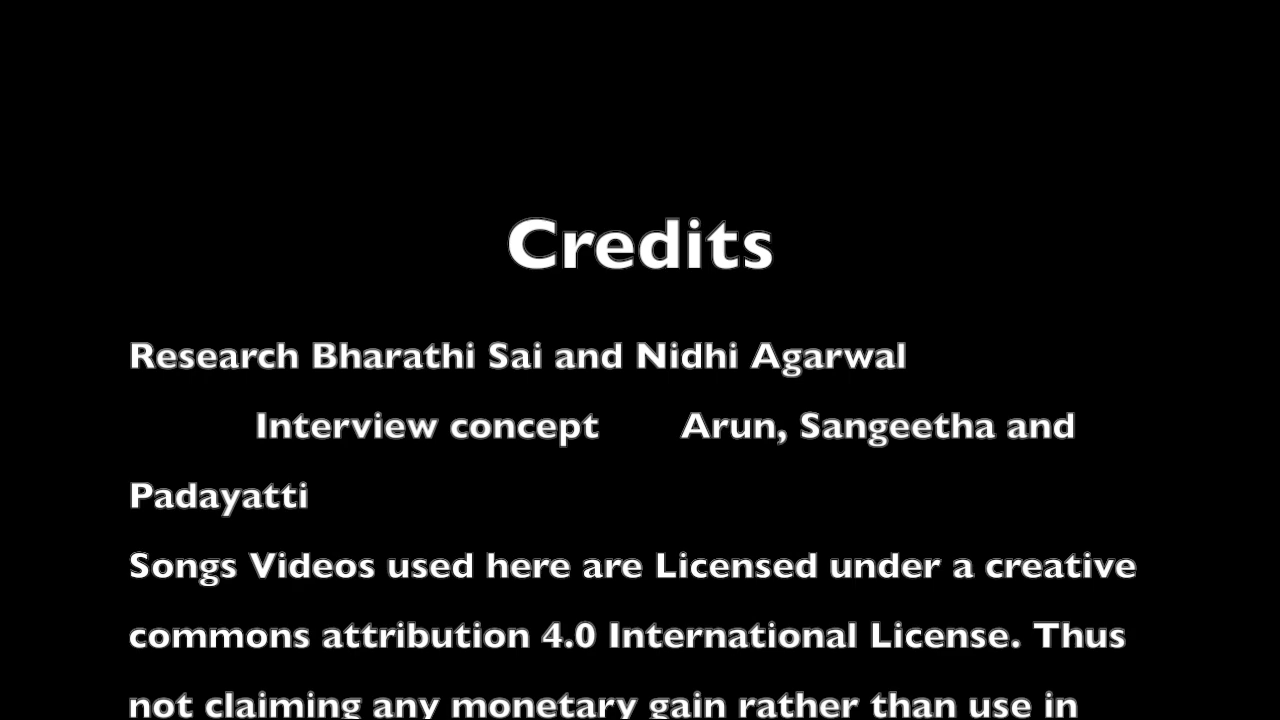 Credits
Research Bharathi Sai and Nidhi Agarwal
Interview concept Arun, Sangeetha and
Padayatti
Songs Videos used here are Licensed under a creative
commons attribution 4.0 International License. Thus
not claiming any monetary gain rather than use in